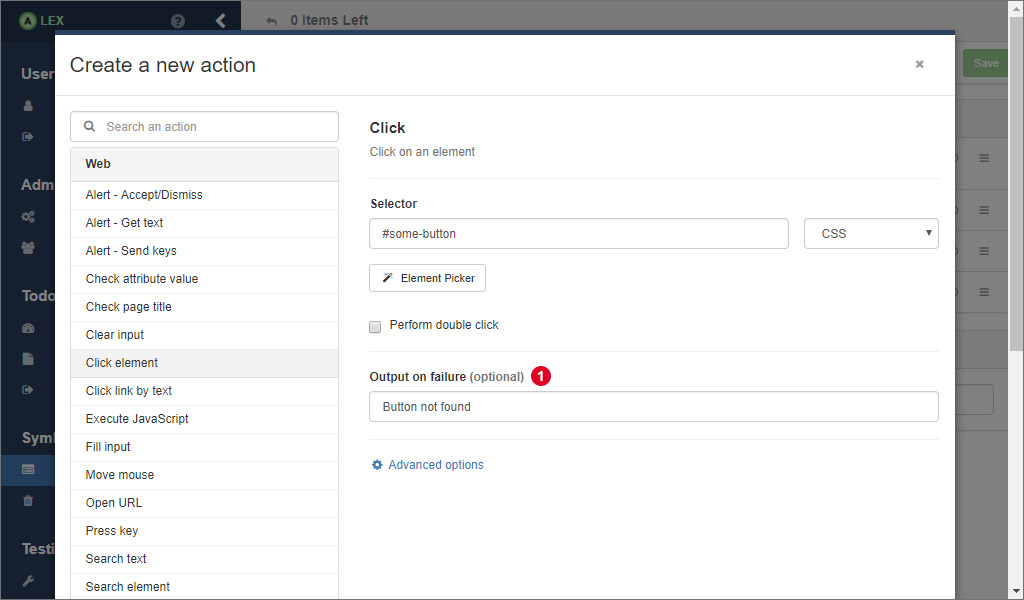 A LEX
?
0 Items Left
Save
User
Adm
Todo
Syml
Testi
Create a new action
×
Search an action
Web
Alert - Accept/Dismiss
Alert - Get text
Alert - Send keys
Check attribute value
Check page title
Clear input
Click element
Click link by text
Execute JavaScript
Fill input
Move mouse
Open URL
Press key
Search text
Search element
Click
Click on an element
Selector
#some-button
CSS
Element Picker
Perform double click
Output on failure (optional) 1
Button not found
Advanced options